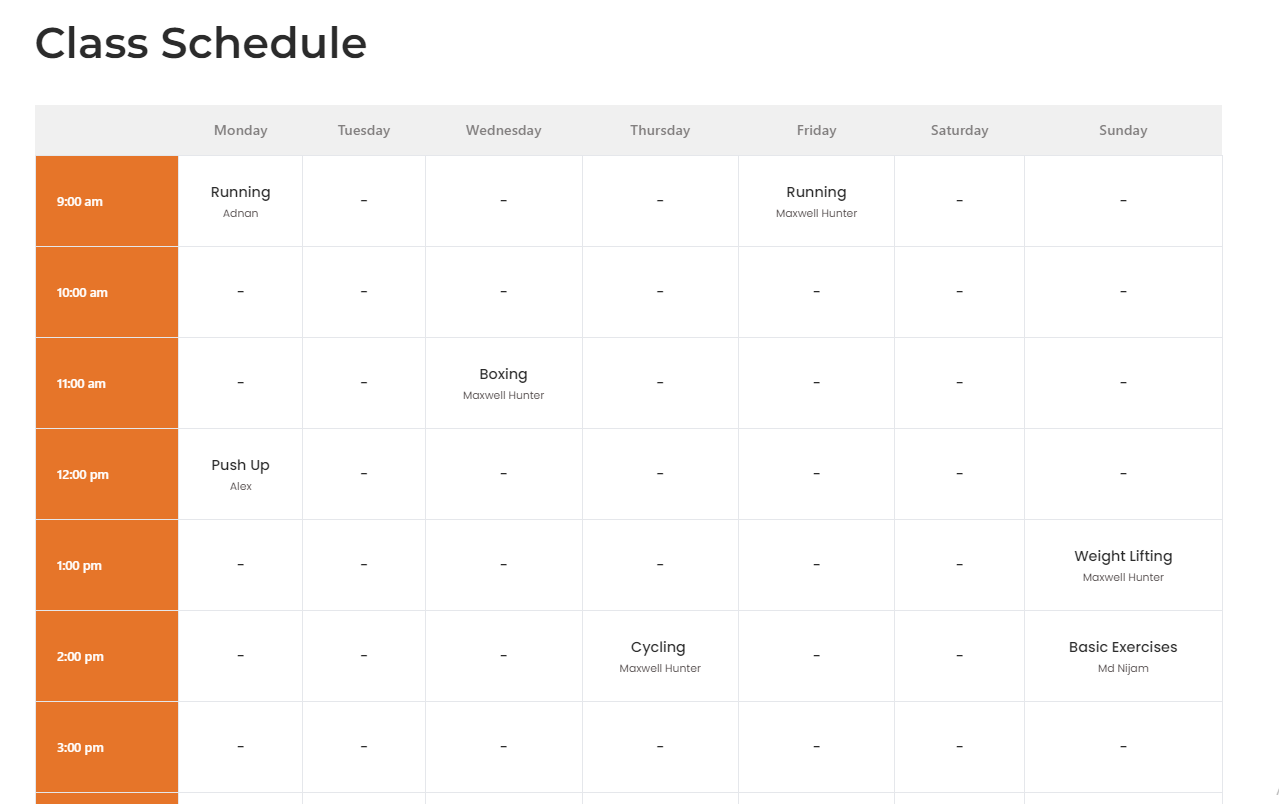 Class Schedule
Monday Tuesday Wednesday Thursday Friday Saturday Sunday
9:00 am Running - - - Running - -
Adnan Maxwell Hunter
10:00 am - - - - - - -
11:00 am - - Boxing - - - -
Maxwell Hunter
12:00 pm Push Up - - - - - -
Alex
1:00 pm - - - - - - Weight Lifting
Maxwell Hunter
2:00 pm - - - Cycling - - Basic Exercises
Maxwell Hunter Md Nijam
3:00 pm - - - - - - -